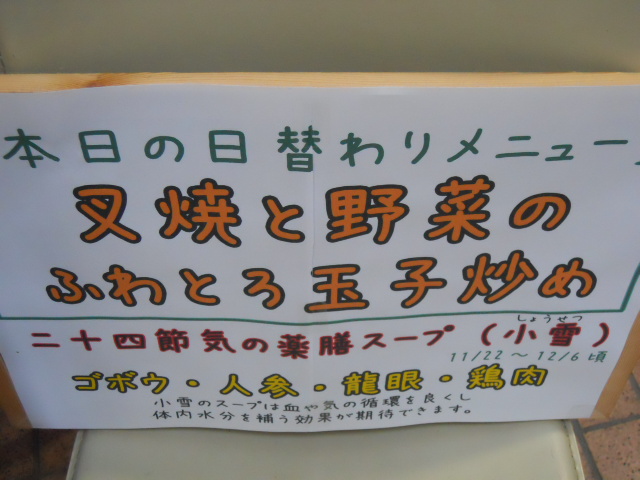 本日の日替わりメニュー
叉焼と野菜の
ふわとろ玉子炒め
二十四節気の薬膳スープ(小雪)
しょうせつ
11/22〜12/6頃
ゴボウ・人参・龍眼・鶏肉
小雪のスープは血や気の循環を良くし
体内水分を補う効果が期待できます。